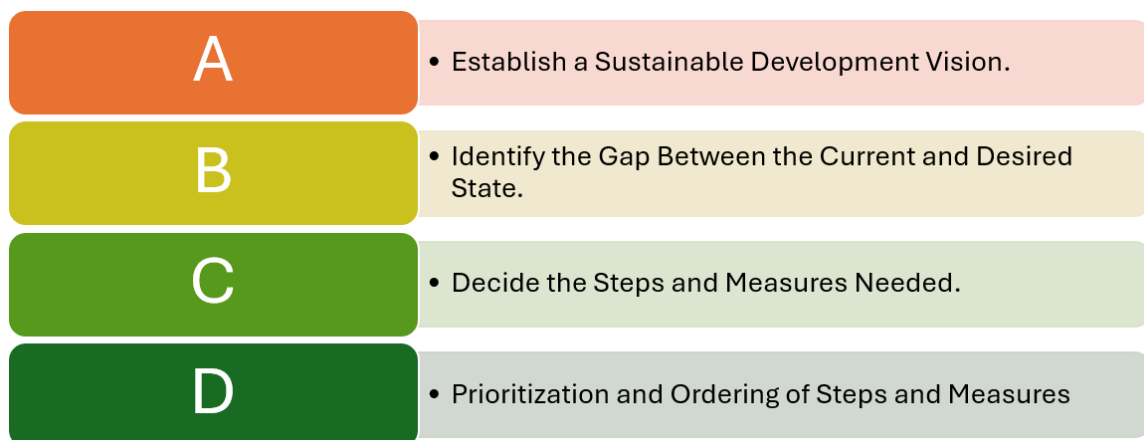 A
• Establish a Sustainable Development Vision.
B
• Identify the Gap Between the Current and Desired
State.
C
• Decide the Steps and Measures Needed.
D
• Prioritization and Ordering of Steps and Measures